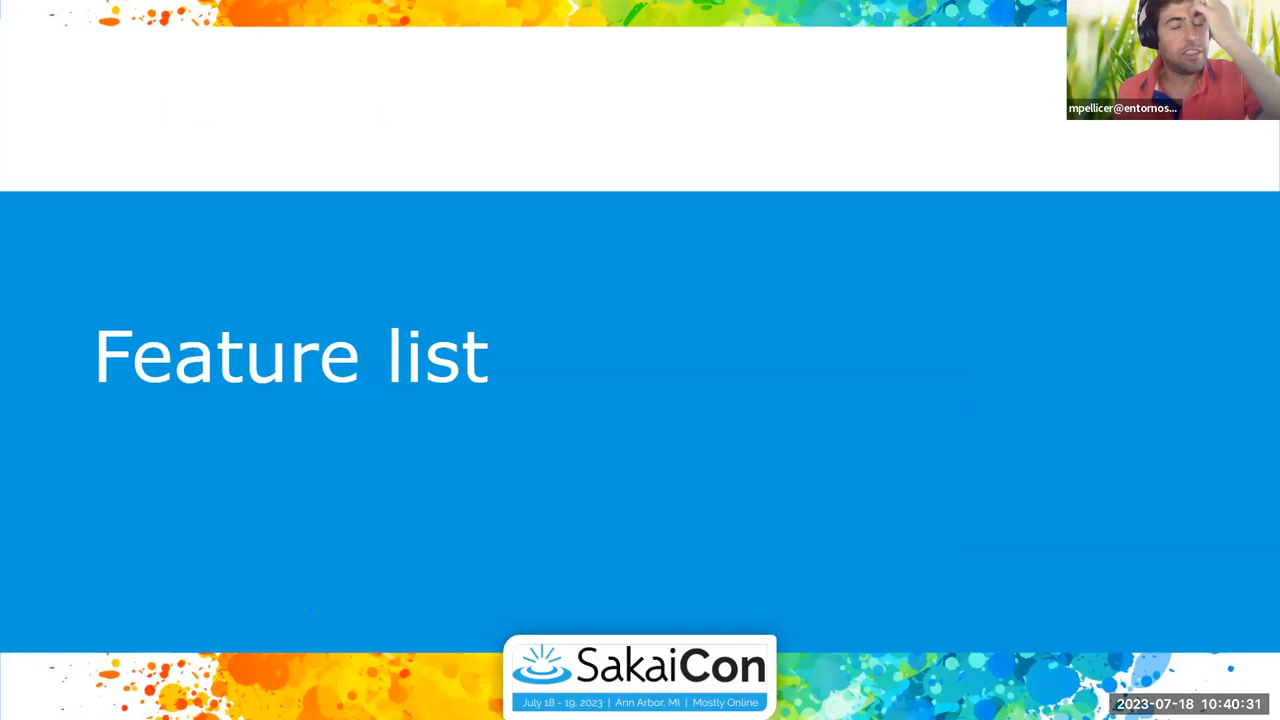 mpellicer@entornos...
Feature list
SakaiCon
July 18 - 19, 2023 | Ann Arbor, MI | Mostly Online
2023-07-18 10:40:31